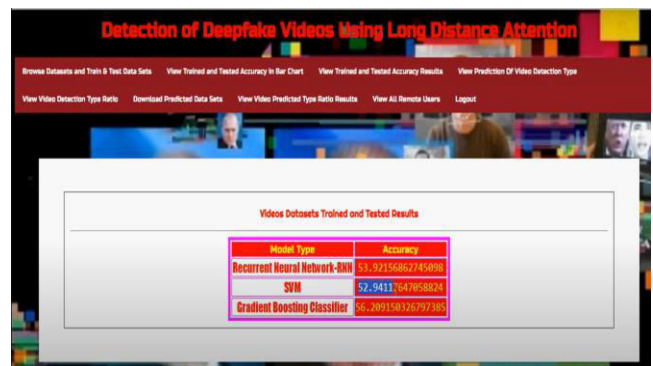 Detection of Deepfake Videos Using Long Distance Attention
Browse Datasets and Train & Test Data Sets View Trained and Tested Accuracy in Bar Chart View Trained and Tested Accuracy Results View Prediction Of Video Detection Type
View Video Detection Type Ratio Download Predicted Data Sets View Video Predicted Type Ratio Results View All Remote Users Logout
Videos Datasets Trained and Tested Results
Model Type Accuracy
Recurrent Neural Network-RNN 53.92156862745098
SVM 52.94117647058824
Gradient Boosting Classifier 56.209150326797385